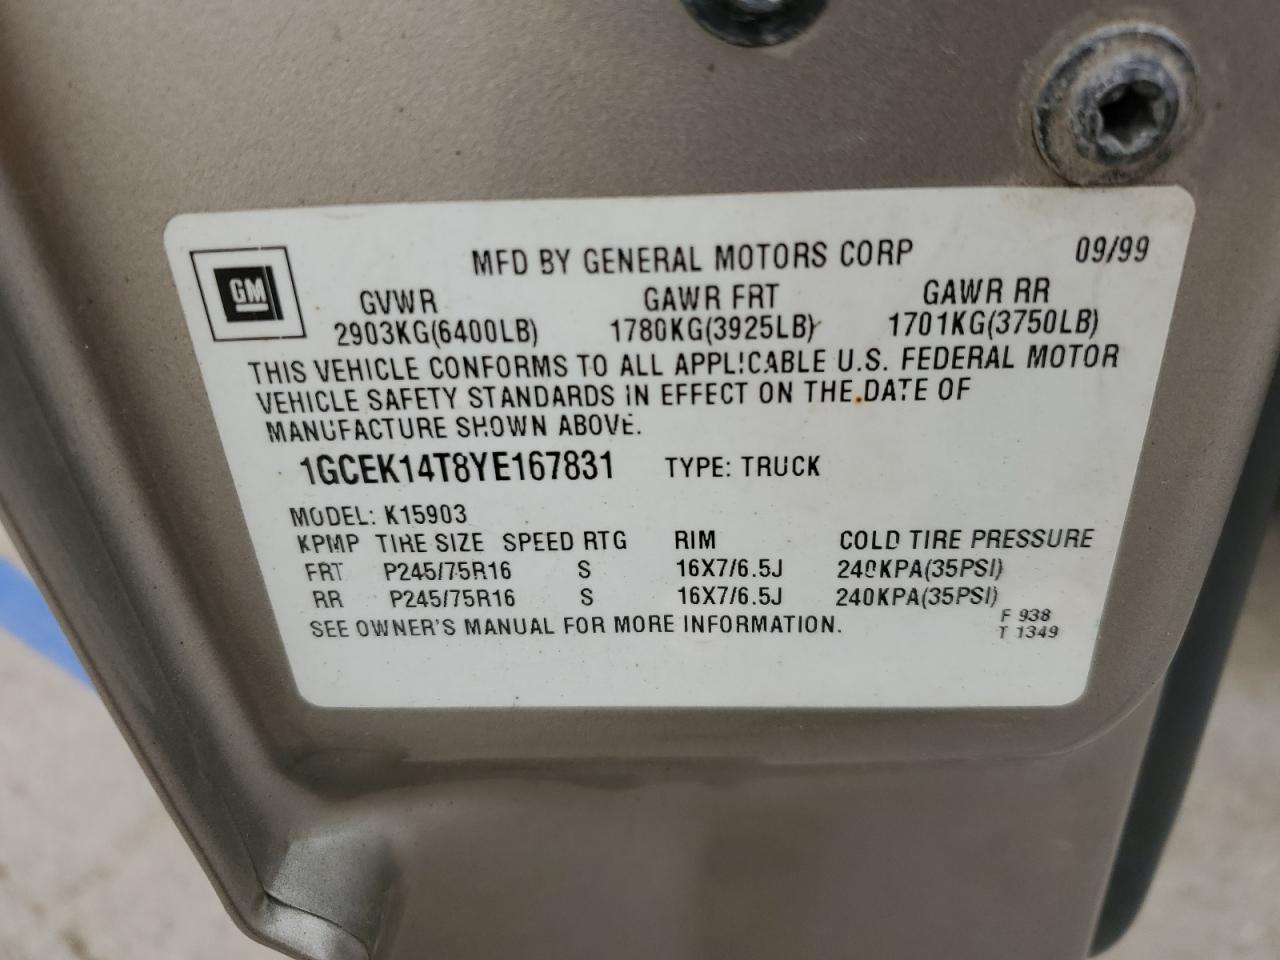 MFD BY GENERAL MOTORS CORP 09/99
GM
GVWR GAWR FRT GAWR RR
2903KG(6400LB) 1780KG(3925LB) 1701KG(3750LB)
THIS VEHICLE CONFORMS TO ALL APPLICABLE U.S. FEDERAL MOTOR
VEHICLE SAFETY STANDARDS IN EFFECT ON THE DATE OF
MANUFACTURE SHOWN ABOVE.
1GCEK14T8YE167831 TYPE: TRUCK
MODEL: K15903
KPMP TIRE SIZE SPEED RTG RIM COLD TIRE PRESSURE
FRT P245/75R16 S 16X7/6.5J 240KPA(35PSI)
RR P245/75R16 S 16X7/6.5J 240KPA(35PSI)
SEE OWNER'S MANUAL FOR MORE INFORMATION.
F 938
T 1349